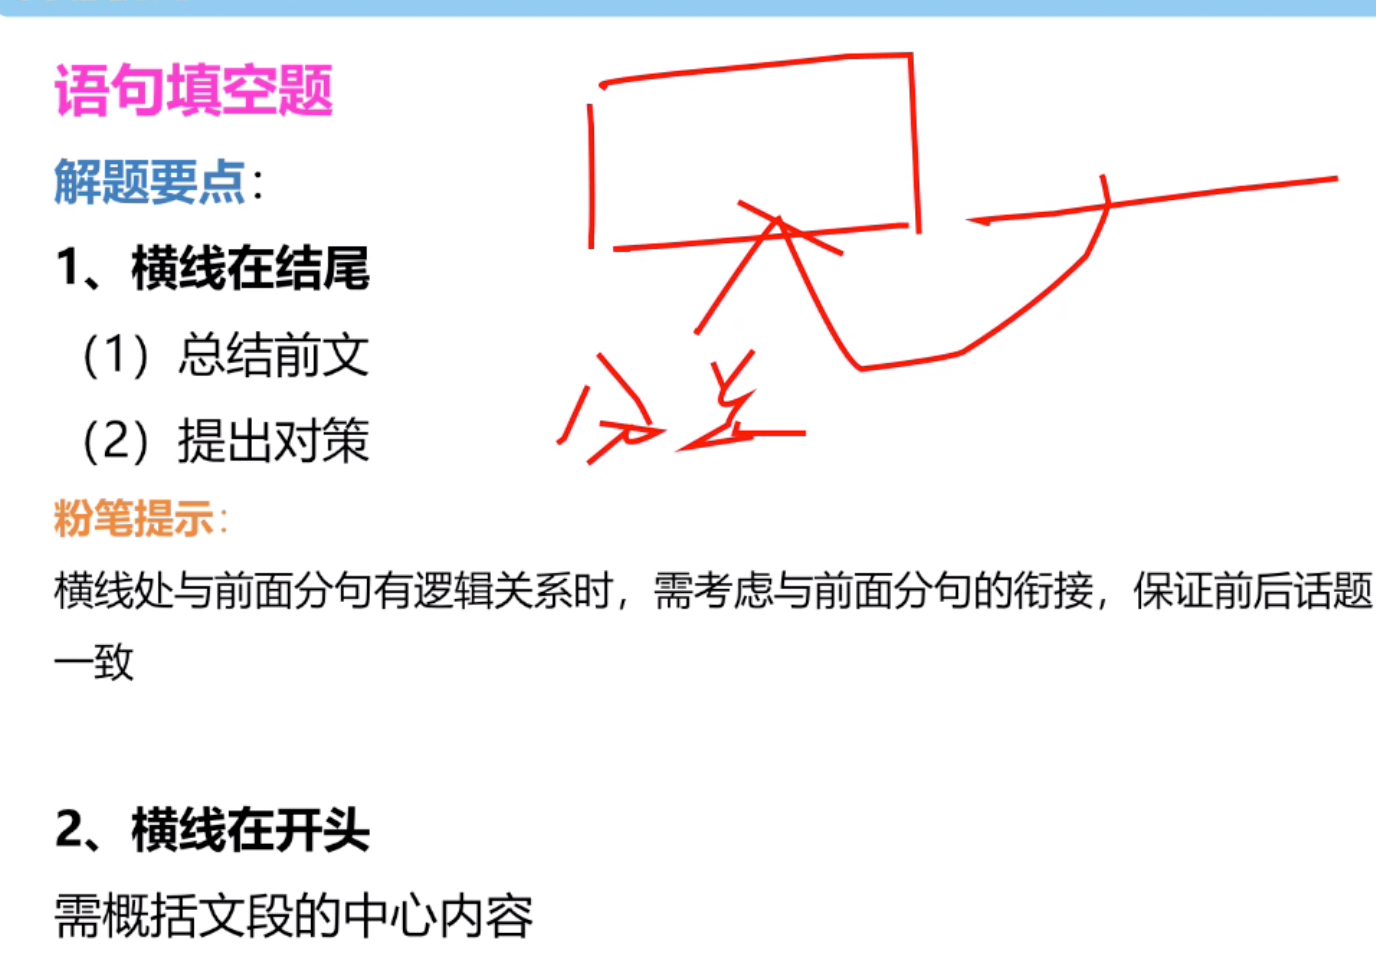 语句填空题
解题要点：
1、横线在结尾
（1）总结前文
（2）提出对策
粉笔提示：
横线处与前面分句有逻辑关系时，需考虑与前面分句的衔接，保证前后话题
一致
2、横线在开头
需概括文段的中心内容